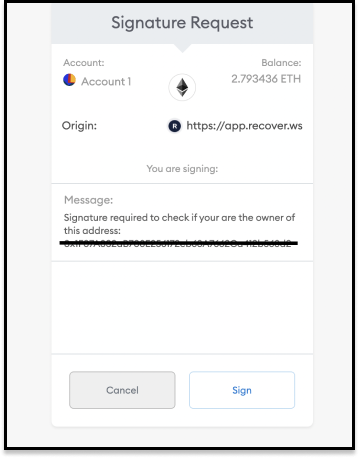 Signature Request
Account: Balance:
Account 1 2.793436 ETH
Origin: R https://app.recover.ws
You are signing:
Message:
Signature required to check if your are the owner of
this address:
Cancel Sign